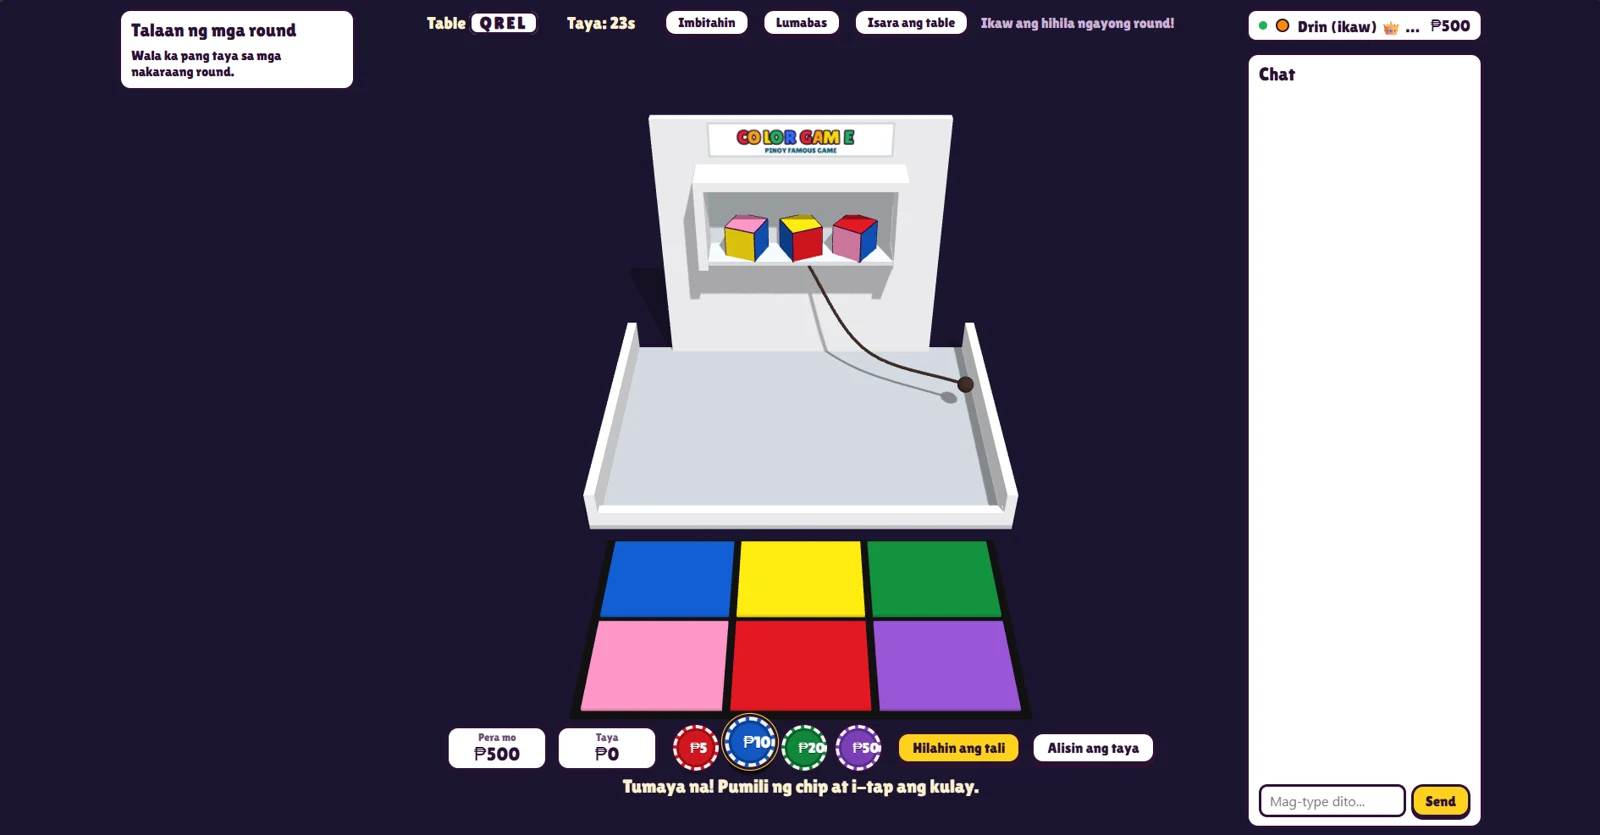 Talaan ng mga round
Wala ka pang taya sa mga
nakaraang round.
Table QREL
Taya: 23s
Imbitahin
Lumabas
Isara ang table
Ikaw ang hihila ngayong round!
Drin (ikaw) 👑 ... ₱500
Chat
COLOR GAME
PINOY FAMOUS GAME
Pera mo
₱500
Taya
₱0
₱5
₱10
₱20
₱50
Hilahin ang tali
Alisin ang taya
Tumaya na! Pumili ng chip at i-tap ang kulay.
Mag-type dito...
Send